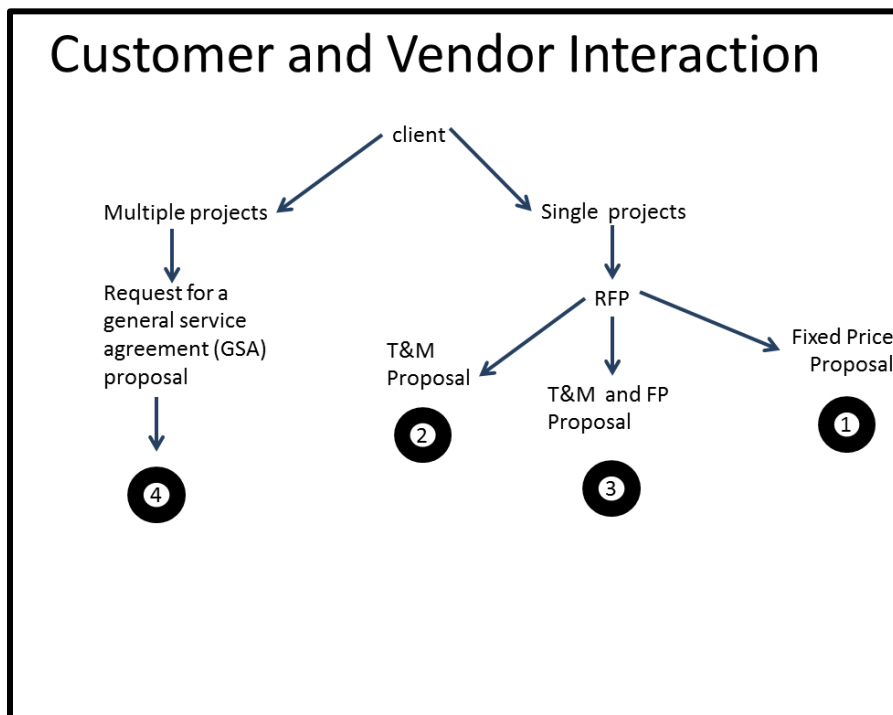 Customer and Vendor Interaction
client
Multiple projects
Single projects
Request for a
general service
agreement (GSA)
proposal
RFP
T&M
Proposal
T&M and FP
Proposal
Fixed Price
Proposal
4
2
3
1